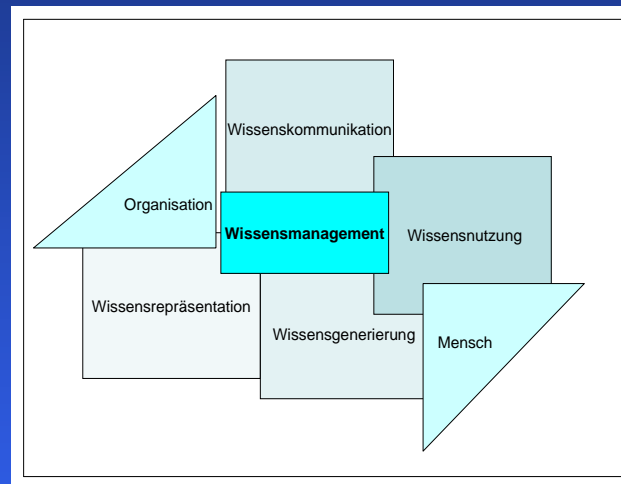 Wissenskommunikation
Organisation
Wissensmanagement
Wissensnutzung
Wissensrepräsentation
Wissensgenerierung
Mensch